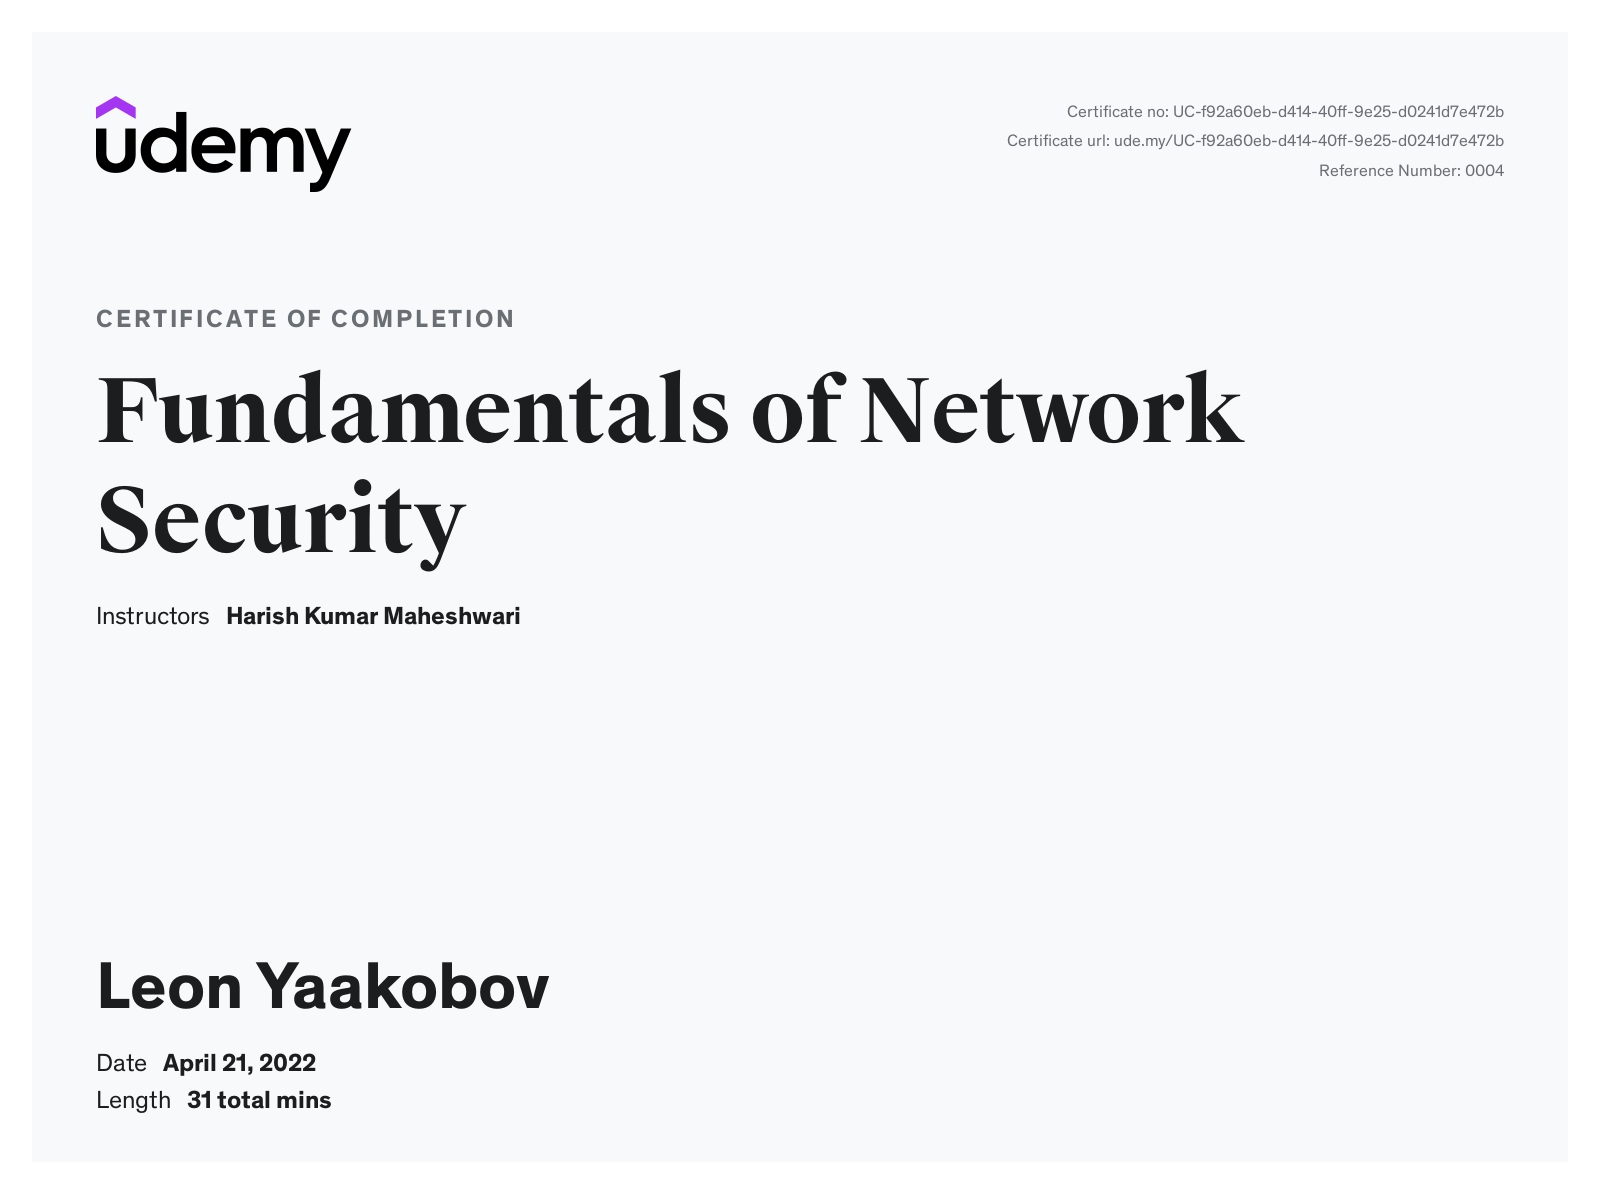 udemy
Certificate no: UC-f92a60eb-d414-40ff-9e25-d0241d7e472b
Certificate url: ude.my/UC-f92a60eb-d414-40ff-9e25-d0241d7e472b
Reference Number: 0004
CERTIFICATE OF COMPLETION
Fundamentals of Network
Security
Instructors Harish Kumar Maheshwari
Leon Yaakobov
Date April 21, 2022
Length 31 total mins